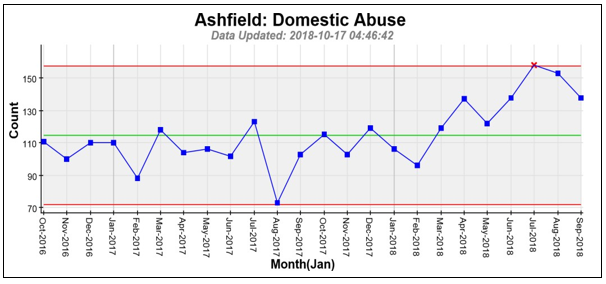 Ashfield: Domestic Abuse
Data Updated: 2018-10-17 04:46:42
Count
150
130
110
90
70
Oct-2016
Nov-2016
Dec-2016
Jan-2017
Feb-2017
Mar-2017
Apr-2017
May-2017
Jun-2017
Jul-2017
Aug-2017
Sep-2017
Oct-2017
Nov-2017
Dec-2017
Jan-2018
Feb-2018
Mar-2018
Apr-2018
May-2018
Jun-2018
Jul-2018
Aug-2018
Sep-2018
Month(Jan)